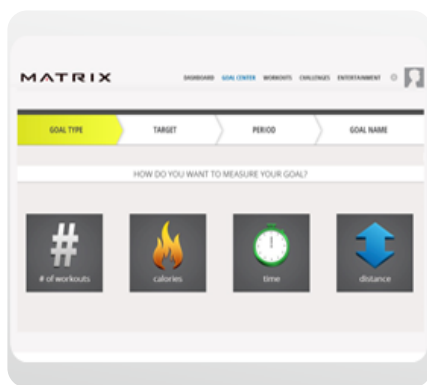 MATRIX
DASHBOARD GOAL CENTER WORKOUTS CHALLENGES ENTERTAINMENT
GOAL TYPE TARGET PERIOD GOAL NAME
HOW DO YOU WANT TO MEASURE YOUR GOAL?
#
# of workouts calories time distance